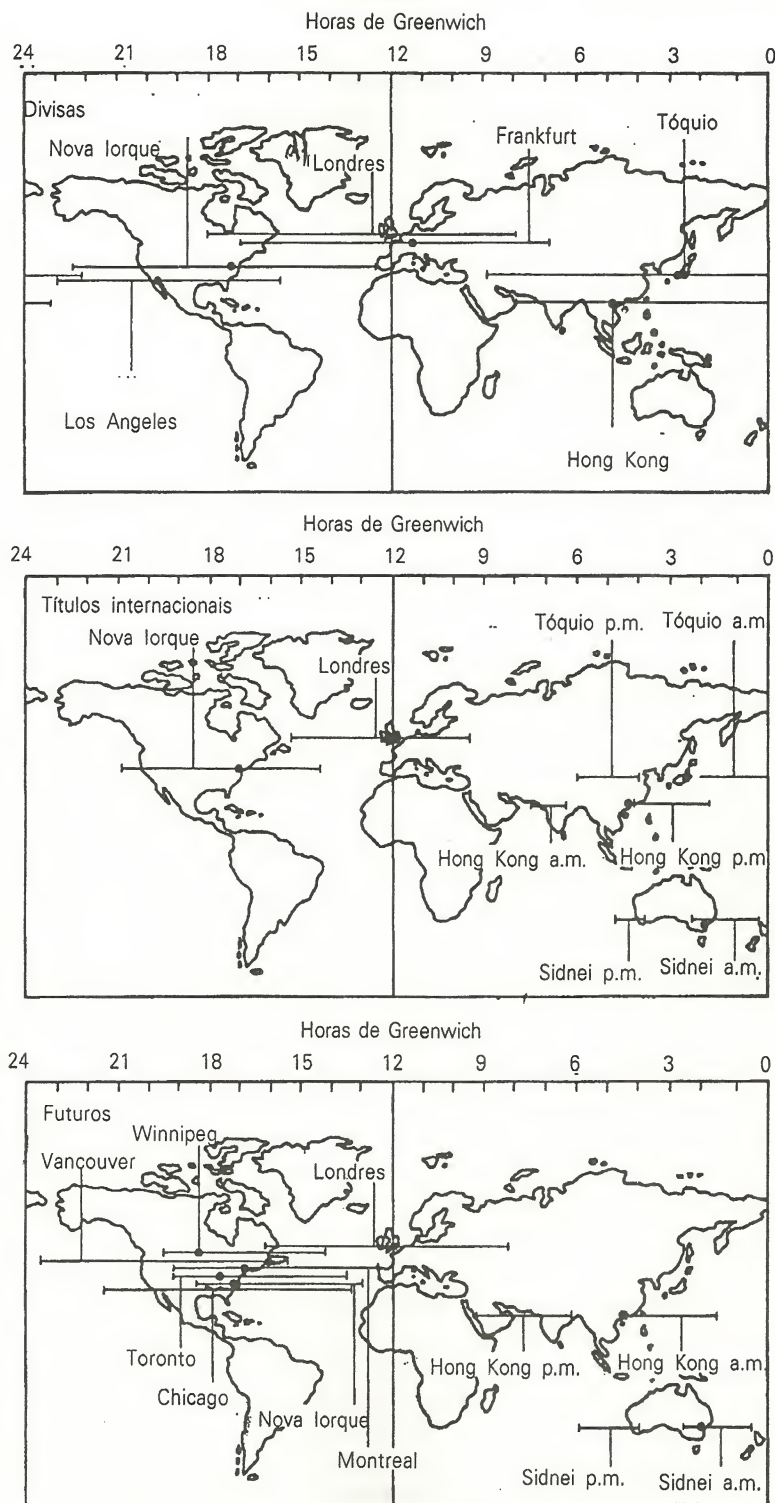 Horas de Greenwich
24 21 18 15 12 9 6 3 0
Divisas
Nova Iorque
Londres
Frankfurt
Tóquio
Los Angeles
Hong Kong
Horas de Greenwich
24 21 18 15 12 9 6 3 0
Títulos internacionais
Nova Iorque
Londres
Tóquio p.m.
Tóquio a.m.
Hong Kong a.m.
Hong Kong p.m.
Sidnei p.m.
Sidnei a.m.
Horas de Greenwich
24 21 18 15 12 9 6 3 0
Futuros
Winnipeg
Vancouver
Londres
Toronto
Chicago
Nova Iorque
Montreal
Hong Kong p.m.
Hong Kong a.m.
Sidnei p.m.
Sidnei a.m.